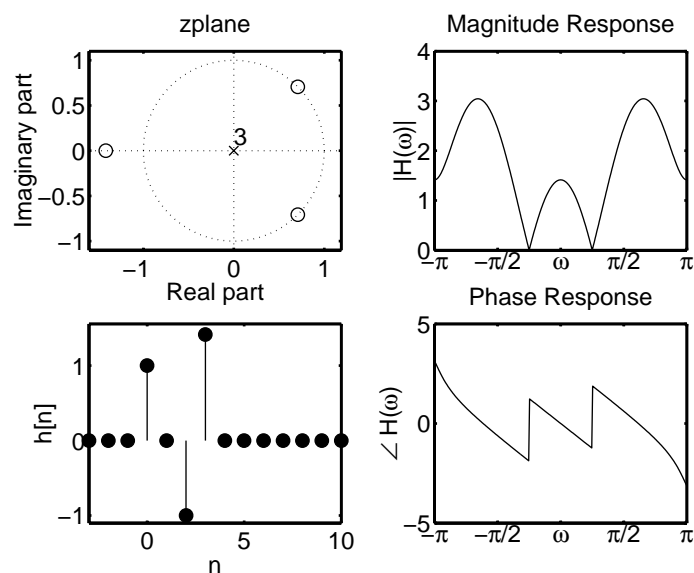 zplane
1
0.5
0
−0.5
−1
Imaginary part
3
−1 0 1
Real part
Magnitude Response
4
3
2
1
0
|H(ω)|
−π −π/2 ω π/2 π
h[n]
1
0
−1
0 5 10
n
Phase Response
5
0
−5
∠ H(ω)
−π −π/2 ω π/2 π